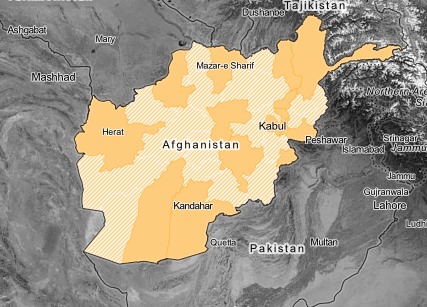 Tajikistan
Dushanbe
Ashgabat
Mary
Mazar-e Sharif
Mashhad
Northern Are
Herat
Kabul
Afghanistan
Peshawar
Srinagar
Islamabad
Jammu
Jammu
Gujranwala
Kandahar
Lahore
Ludhi
Quetta
Multan
Pakistan